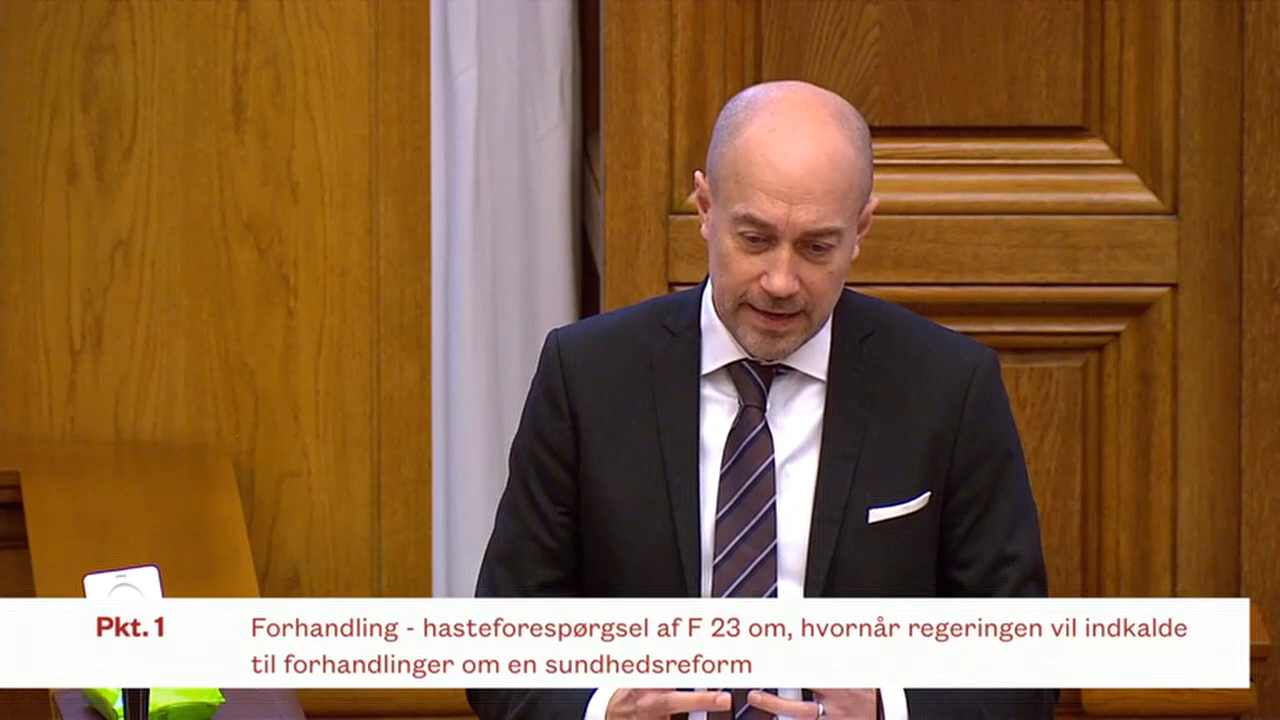 Pkt. 1
Forhandling - hasteforespørgsel af F 23 om, hvornår regeringen vil indkalde
til forhandlinger om en sundhedsreform